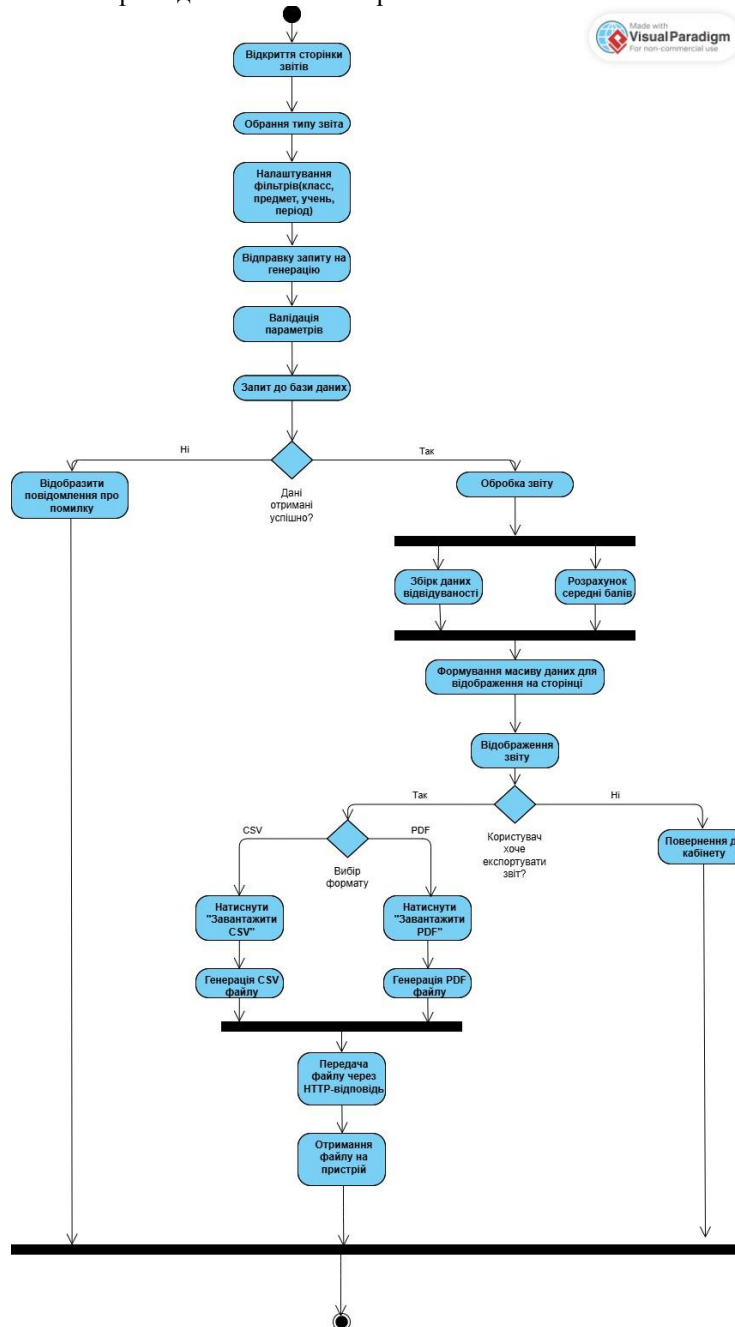 Made with
VisualParadigm
For non-commercial use
Відкриття сторінки
звітів
Обрання типу звіта
Налаштування
фільтрів(класс,
предмет, учень,
період)
Відправку запиту на
генерацію
Валідація
параметрів
Запит до бази даних
Ні
Так
Відобразити
повідомлення про
помилку
Дані
отримані
успішно?
Обробка звіту
Збірк даних
відвідуваності
Розрахунок
середні балів
Формування масиву даних для
відображення на сторінці
Відображення
звіту
Так
Ні
CSV
PDF
Вибір
формату
Користувач
хоче
експортувати
звіт?
Повернення д
кабінету
Натиснути
"Завантажити
CSV"
Натиснути
"Завантажити
PDF"
Генерація CSV
файлу
Генерація PDF
файлу
Передача
файлу через
HTTP-відповідь
Отримання
файлу на
пристрій